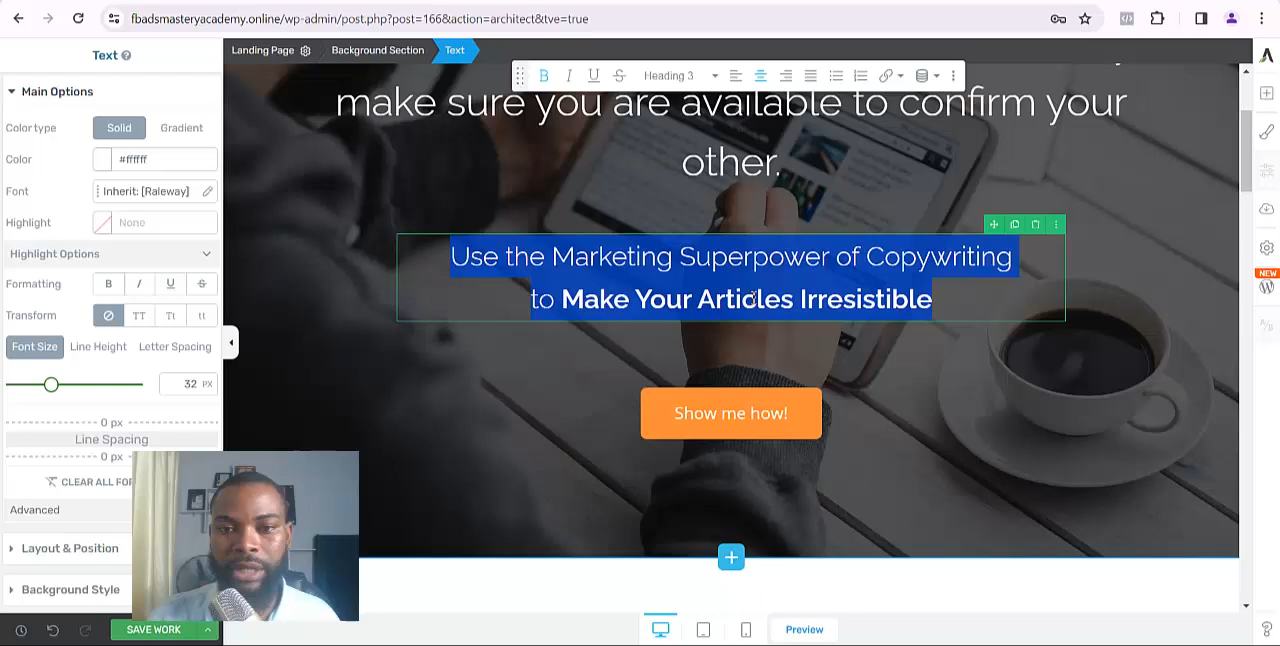 fbadsmasteryacademy.online/wp-admin/post.php?post=166&action=architect&tve=true
Text
Landing Page
Background Section
Text
Main Options
Heading 3
Color type
Solid
Gradient
Color
#ffffff
Font
Inherit: [Raleway]
Highlight
None
Highlight Options
Formatting
B
I
U
S
Transform
TT
Tt
tt
Font Size
Line Height
Letter Spacing
32 PX
0 px
Line Spacing
0 px
CLEAR ALL FOR
Advanced
Layout & Position
Background Style
SAVE WORK
make sure you are available to confirm your
other.
Use the Marketing Superpower of Copywriting
to Make Your Articles Irresistible
Show me how!
Preview
NEW